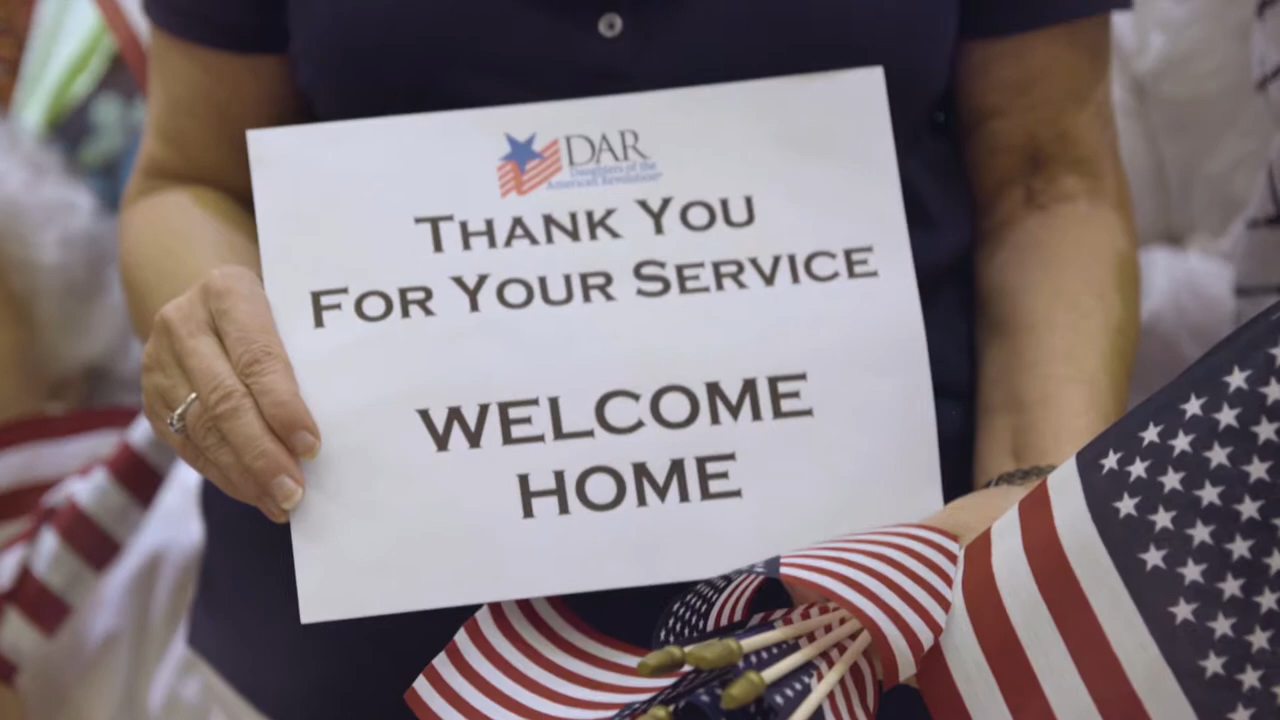 DAR
Daughters of the
American Revolution
THANK YOU
FOR YOUR SERVICE
WELCOME
HOME